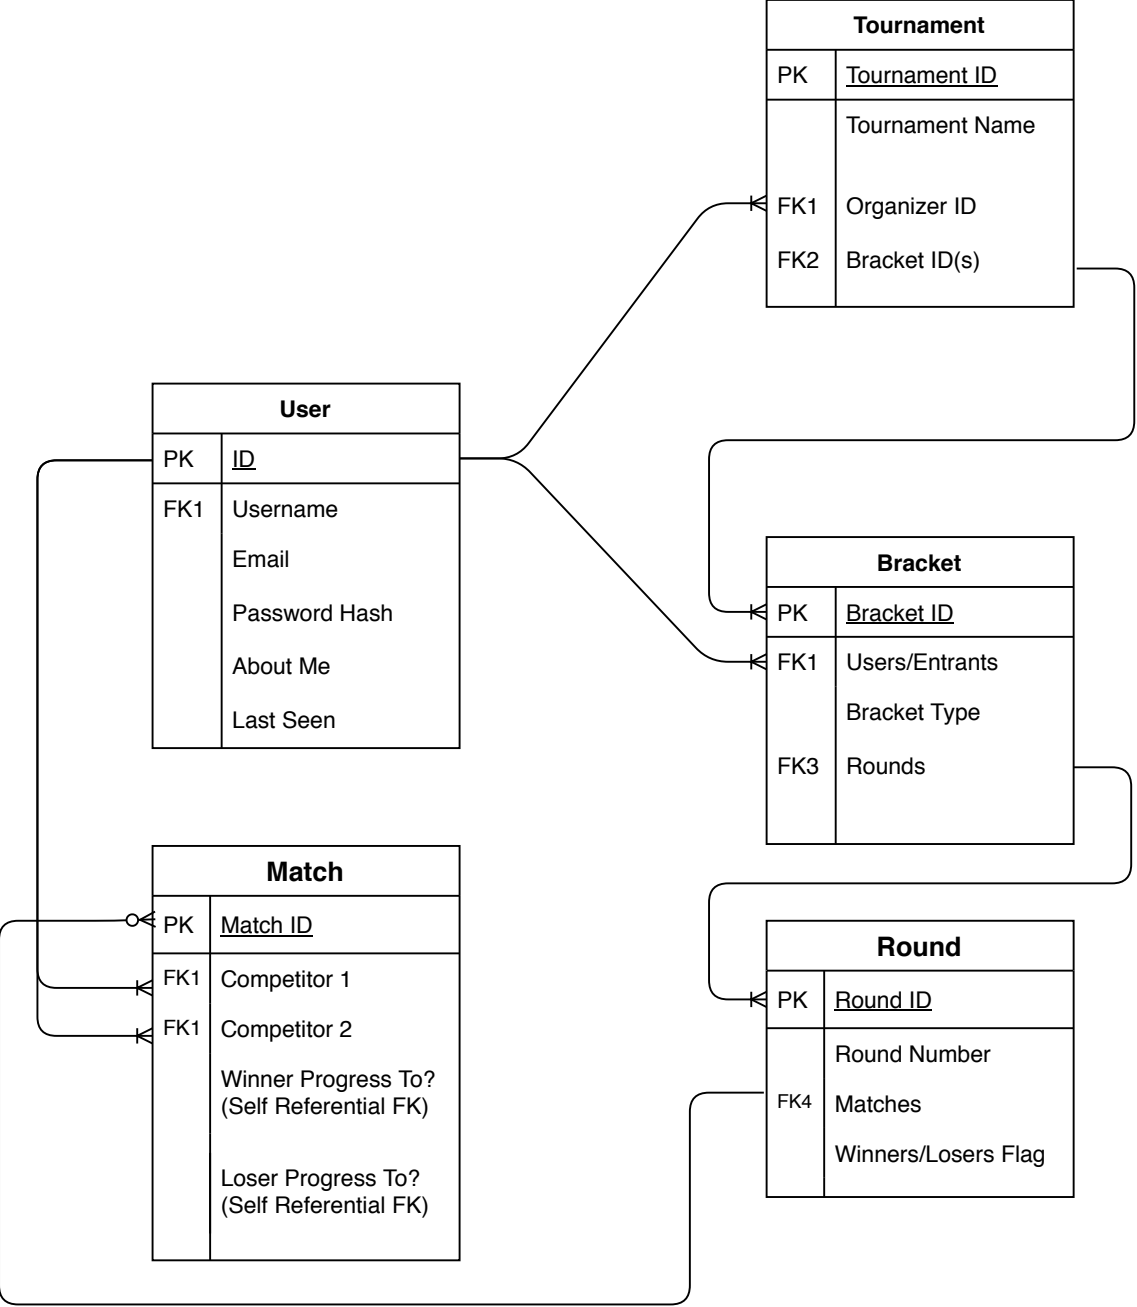 Tournament
PK Tournament ID
Tournament Name
FK1 Organizer ID
FK2 Bracket ID(s)
User
PK ID
FK1 Username
Email
Password Hash
About Me
Last Seen
Bracket
PK Bracket ID
FK1 Users/Entrants
Bracket Type
FK3 Rounds
Match
PK Match ID
FK1 Competitor 1
FK1 Competitor 2
Winner Progress To?
(Self Referential FK)
Loser Progress To?
(Self Referential FK)
Round
PK Round ID
Round Number
FK4 Matches
Winners/Losers Flag